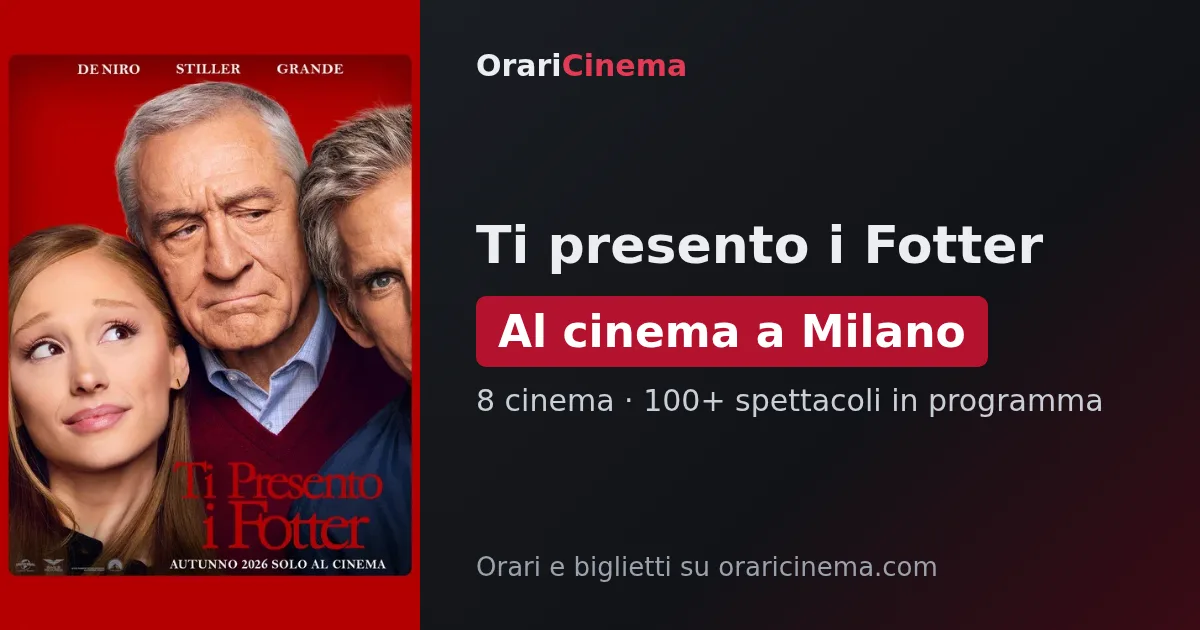 DE NIRO STILLER GRANDE
Ti Presento
i Fotter
AUTUNNO 2026 SOLO AL CINEMA
OrariCinema
Ti presento i Fotter
Al cinema a Milano
8 cinema · 100+ spettacoli in programma
Orari e biglietti su oraricinema.com